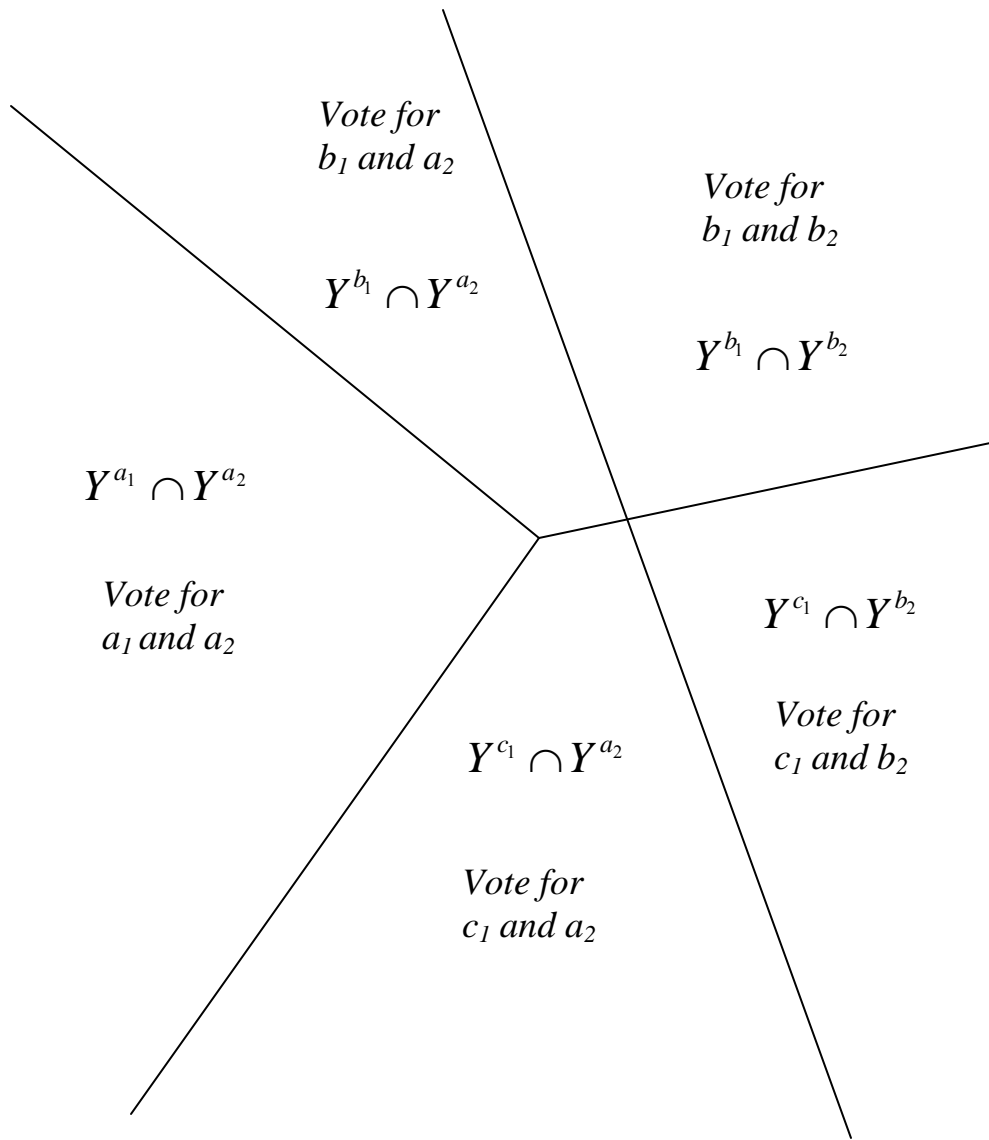 Vote for
b₁ and a₂
Vote for
b₁ and b₂
Y^{b₁} ∩ Y^{a₂}
Y^{b₁} ∩ Y^{b₂}
Y^{a₁} ∩ Y^{a₂}
Vote for
a₁ and a₂
Y^{c₁} ∩ Y^{b₂}
Vote for
c₁ and b₂
Y^{c₁} ∩ Y^{a₂}
Vote for
c₁ and a₂